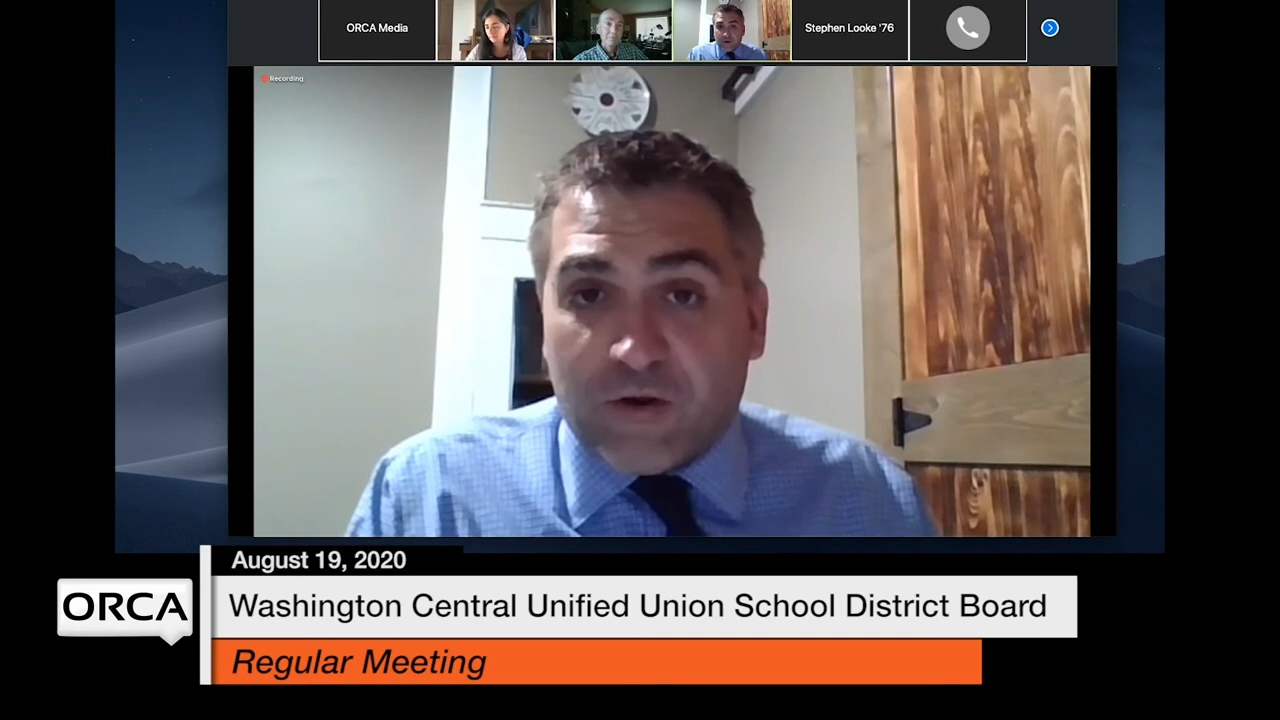 ORCA Media
Stephen Looke '76
Recording
August 19, 2020
ORCA
Washington Central Unified Union School District Board
Regular Meeting